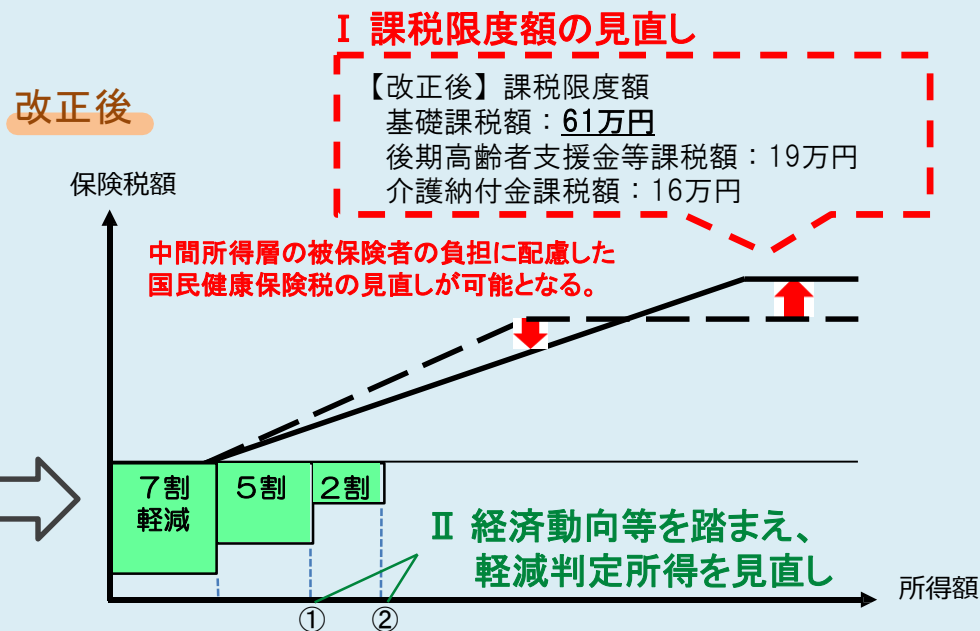 Ⅰ 課税限度額の見直し
改正後
【改正後】課税限度額
基礎課税額：61万円
後期高齢者支援金等課税額：19万円
介護納付金課税額：16万円
保険税額
中間所得層の被保険者の負担に配慮した
国民健康保険税の見直しが可能となる。
７割
軽減
５割
２割
Ⅱ 経済動向等を踏まえ、
軽減判定所得を見直し
所得額
①
②